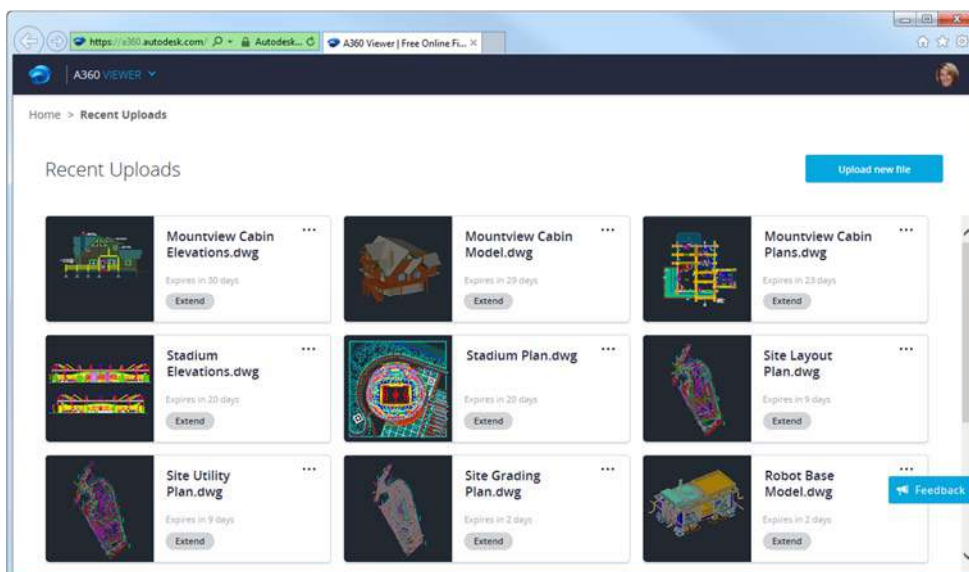 https://a360.autodesk.com/
Autodesk...
A360 Viewer | Free Online Fi...
A360 VIEWER
Home > Recent Uploads
Recent Uploads
Upload new file
Mountview Cabin
Elevations.dwg
Expires in 30 days
Extend
Mountview Cabin
Model.dwg
Expires in 29 days
Extend
Mountview Cabin
Plans.dwg
Expires in 23 days
Extend
Stadium
Elevations.dwg
Expires in 20 days
Extend
Stadium Plan.dwg
Expires in 20 days
Extend
Site Layout
Plan.dwg
Expires in 9 days
Extend
Site Utility
Plan.dwg
Expires in 9 days
Extend
Site Grading
Plan.dwg
Expires in 2 days
Extend
Robot Base
Model.dwg
Expires in 2 days
Extend
Feedback